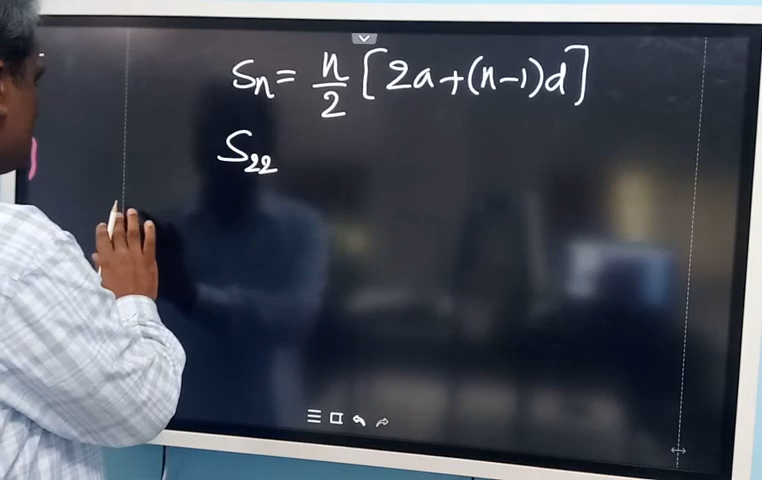 Sn = n/2 [2a+(n-1)d]
S22